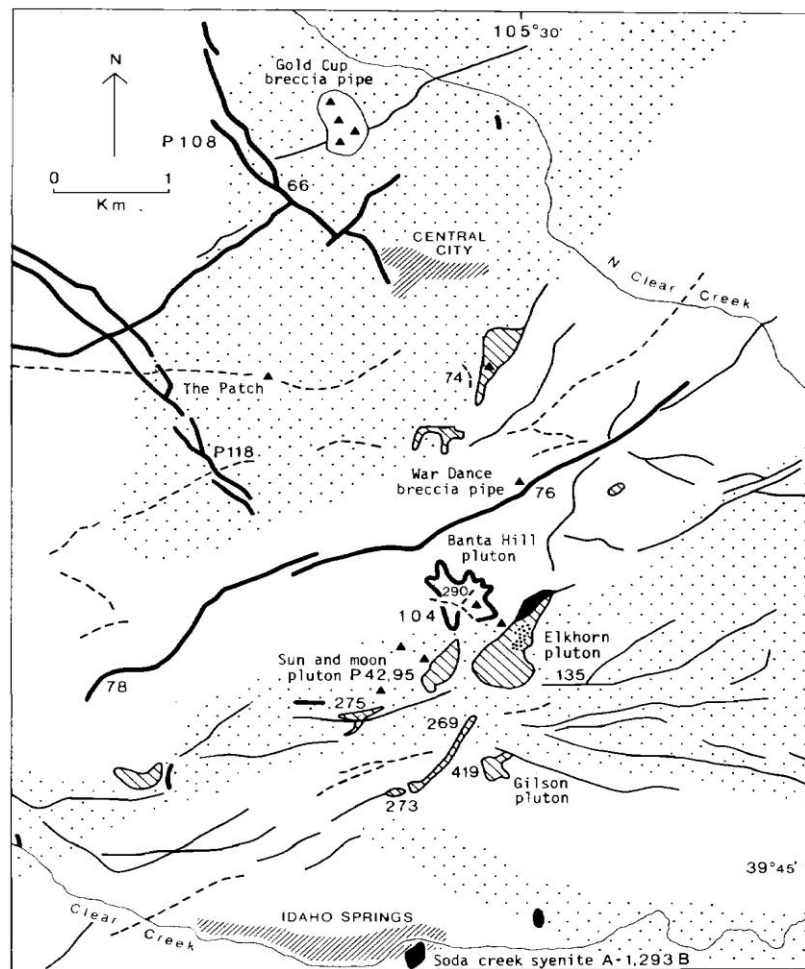 105°30'
N
Gold Cup
breccia pipe
P 108
0 1
Km
66
CENTRAL
CITY
N Clear Creek
74
The Patch
P118
War Dance
breccia pipe
76
Banta Hill
pluton
290
104
Elkhorn
pluton
Sun and moon
pluton P 42,95
135
78
275
269
419
Gilson
pluton
273
39°45'
Clear Creek
IDAHO SPRINGS
Soda creek syenite A-1,293 B